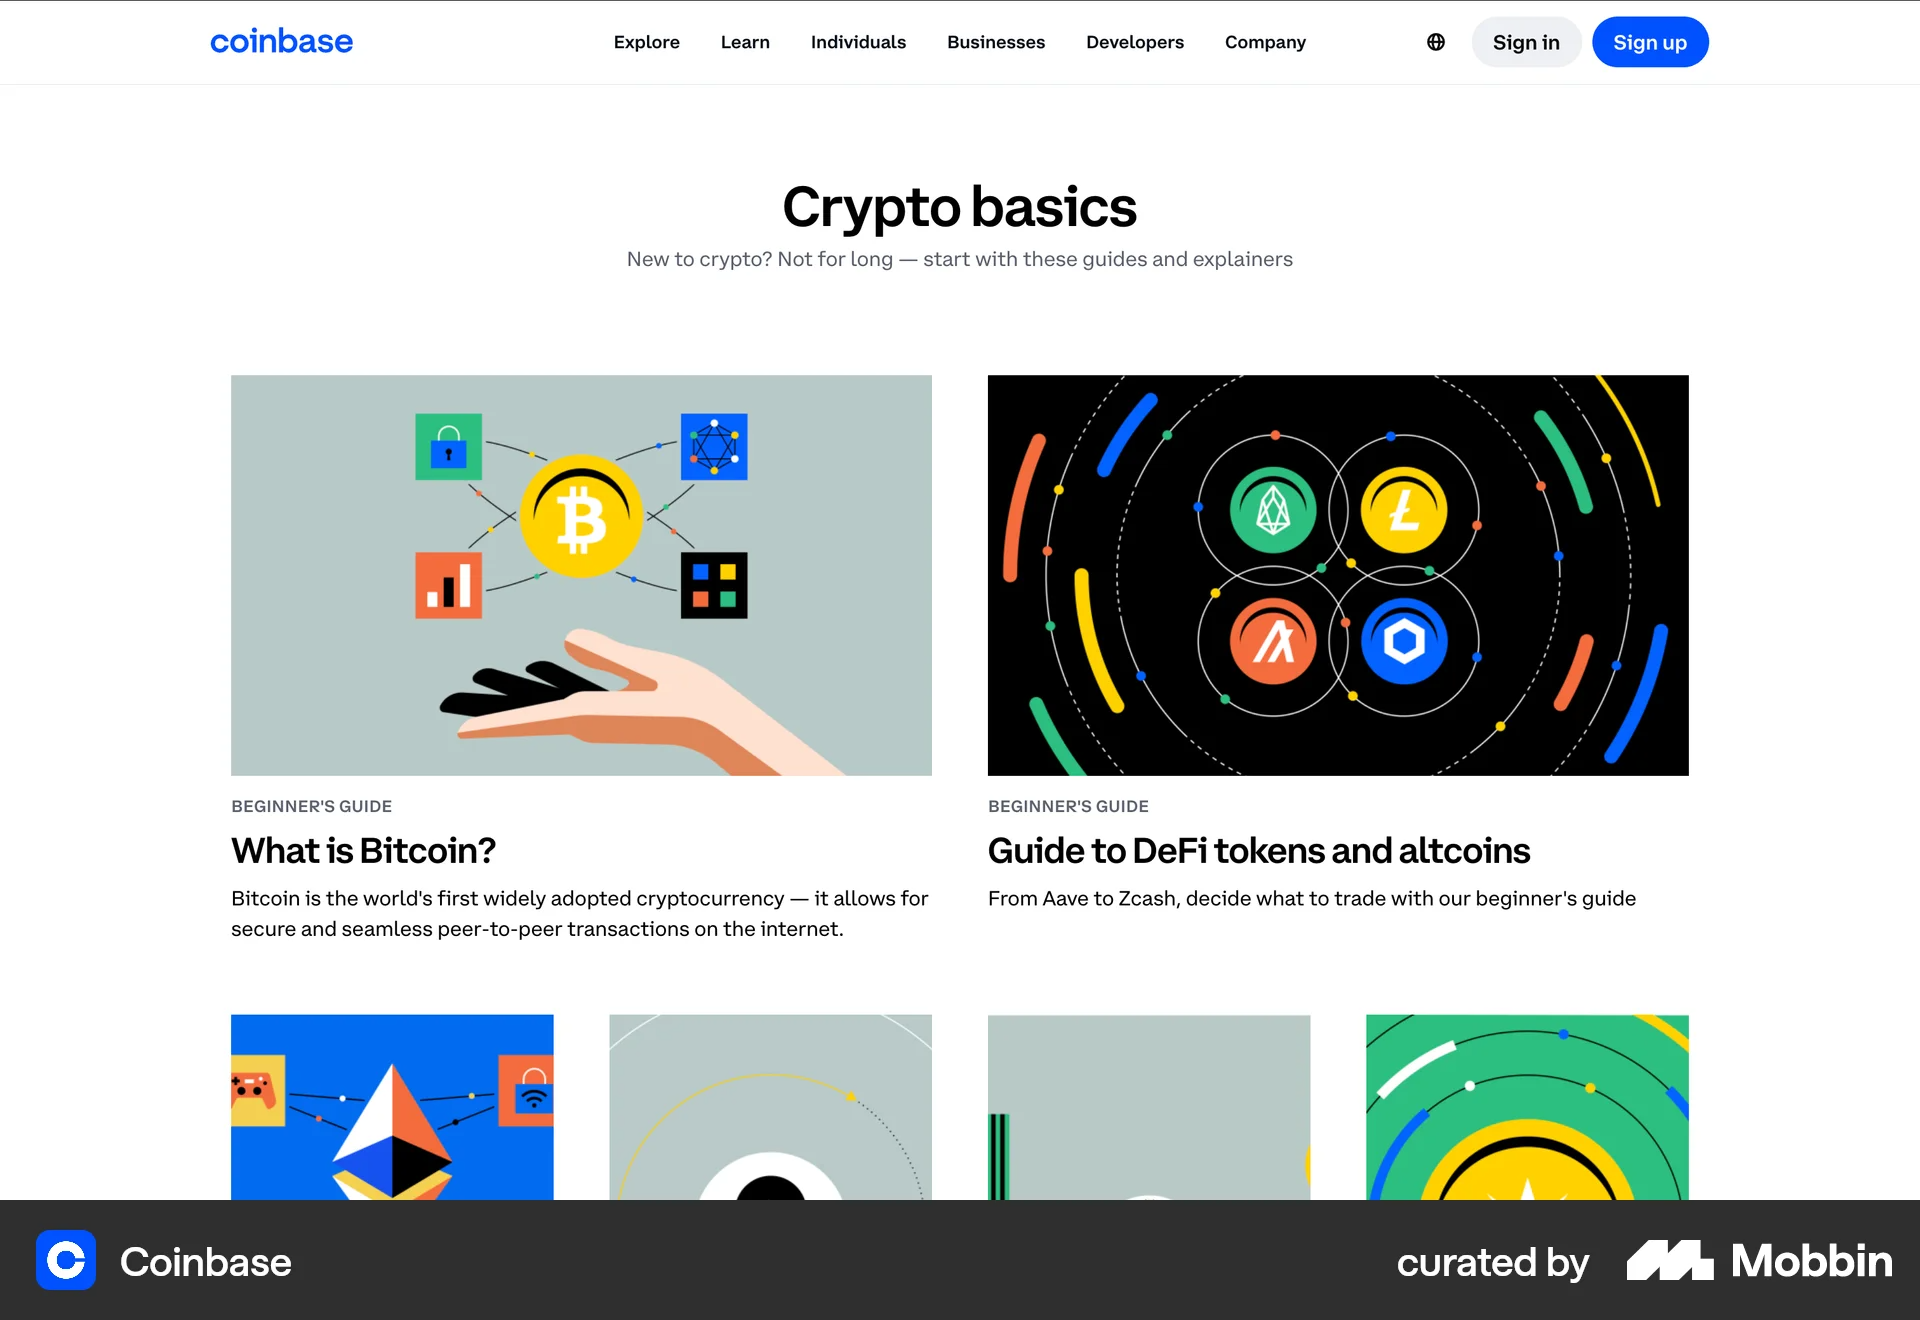 coinbase
Explore
Learn
Individuals
Businesses
Developers
Company
Sign in
Sign up
Crypto basics
New to crypto? Not for long — start with these guides and explainers
BEGINNER'S GUIDE
What is Bitcoin?
Bitcoin is the world's first widely adopted cryptocurrency — it allows for
secure and seamless peer-to-peer transactions on the internet.
BEGINNER'S GUIDE
Guide to DeFi tokens and altcoins
From Aave to Zcash, decide what to trade with our beginner's guide
Coinbase
curated by
Mobbin